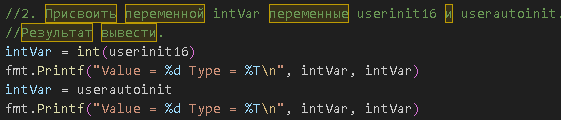 //2. Присвоить переменной intVar переменные userinit16 и userautoinit.
//Результат вывести.
intVar = int(userinit16)
fmt.Printf("Value = %d Type = %T\n", intVar, intVar)
intVar = userautoinit
fmt.Printf("Value = %d Type = %T\n", intVar, intVar)